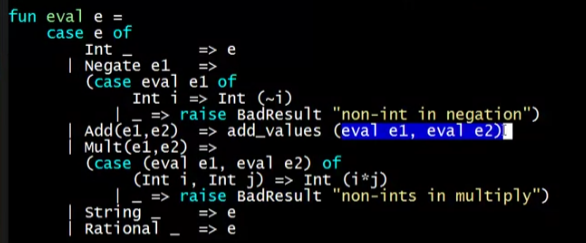 fun eval e =
    case e of
        Int _         => e
      | Negate e1   =>
        (case eval e1 of
             Int i => Int (~i)
           | _ => raise BadResult "non-int in negation")
      | Add(e1,e2)  => add_values (eval e1, eval e2)
      | Mult(e1,e2) =>
        (case (eval e1, eval e2) of
             (Int i, Int j) => Int (i*j)
           | _ => raise BadResult "non-ints in multiply")
      | String _      => e
      | Rational _  => e